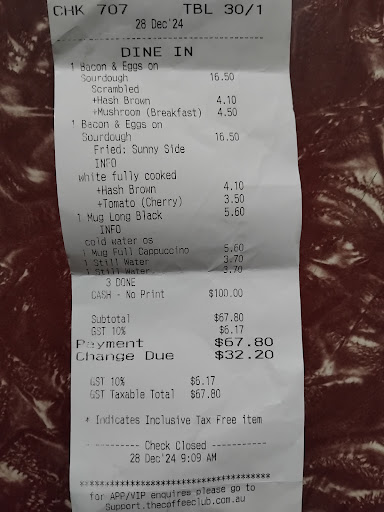 CHK 707 TBL 30/1
28 Dec'24
DINE IN
1 Bacon & Eggs on
Sourdough 16.50
Scrambled
+Hash Brown 4.10
+Mushroom (Breakfast) 4.50
1 Bacon & Eggs on
Sourdough 16.50
Fried: Sunny Side
INFO
white fully cooked
+Hash Brown 4.10
+Tomato (Cherry) 3.50
1 Mug Long Black 5.60
INFO
cold water os
1 Mug Full Cappuccino 5.60
1 Still Water 3.70
1 Still Water 3.70
3 DONE
CASH - No Print $100.00
Subtotal $67.80
GST 10% $6.17
Payment $67.80
Change Due $32.20
GST 10% $6.17
GST Taxable Total $67.80
* Indicates Inclusive Tax Free item
---------- Check Closed ----------
28 Dec'24 9:09 AM
**************************************
for APP/VIP enquires please go to
Support.thecoffeeclub.com.au